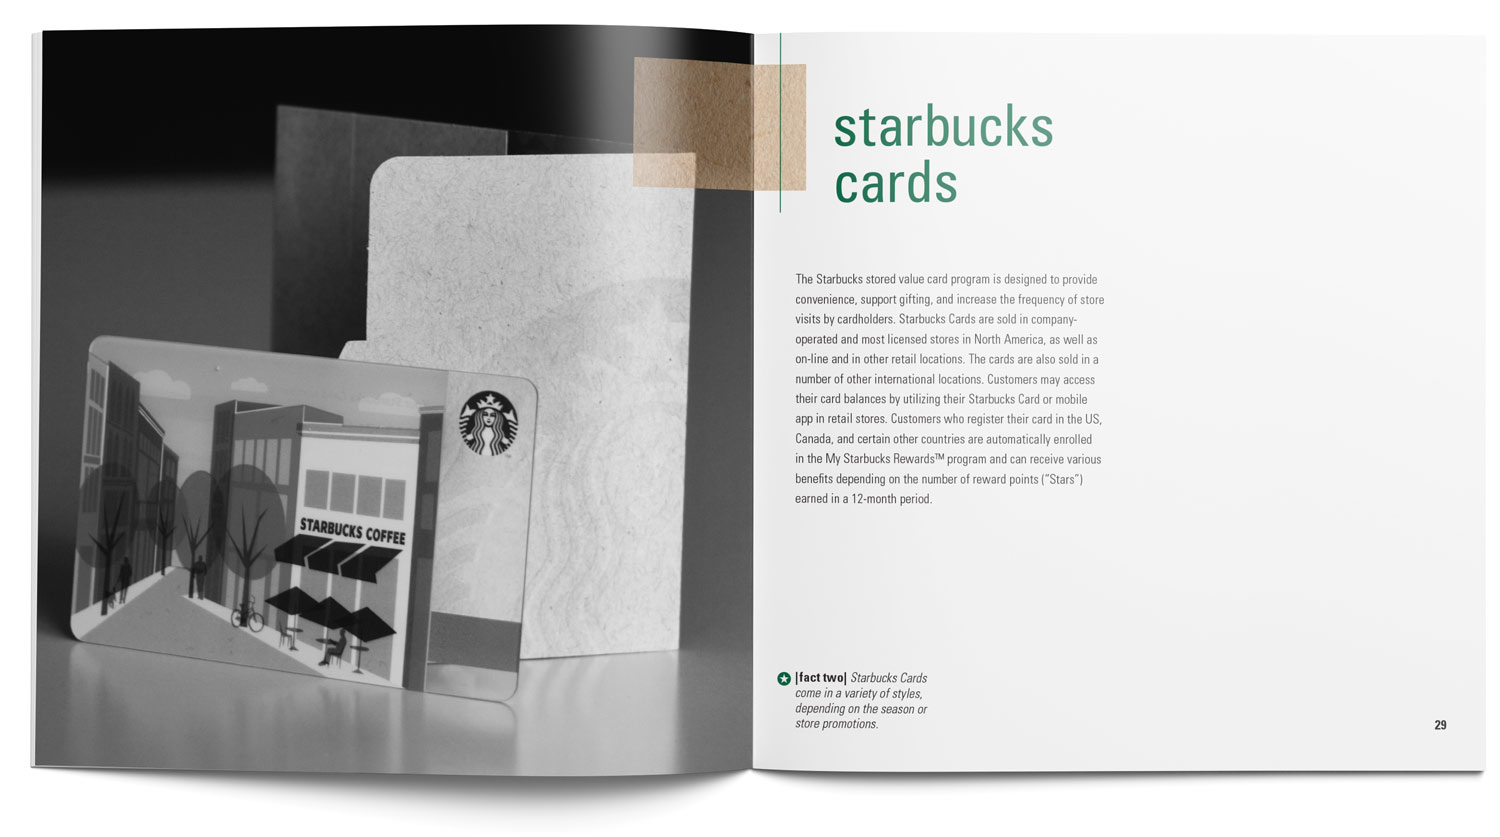 STARBUCKS COFFEE
TM
starbucks
cards
The Starbucks stored value card program is designed to provide
convenience, support gifting, and increase the frequency of store
visits by cardholders. Starbucks Cards are sold in company-
operated and most licensed stores in North America, as well as
on-line and in other retail locations. The cards are also sold in a
number of other international locations. Customers may access
their card balances by utilizing their Starbucks Card or mobile
app in retail stores. Customers who register their card in the US,
Canada, and certain other countries are automatically enrolled
in the My Starbucks Rewards™ program and can receive various
benefits depending on the number of reward points (“Stars”)
earned in a 12-month period.
|fact two| Starbucks Cards
come in a variety of styles,
depending on the season or
store promotions.
29